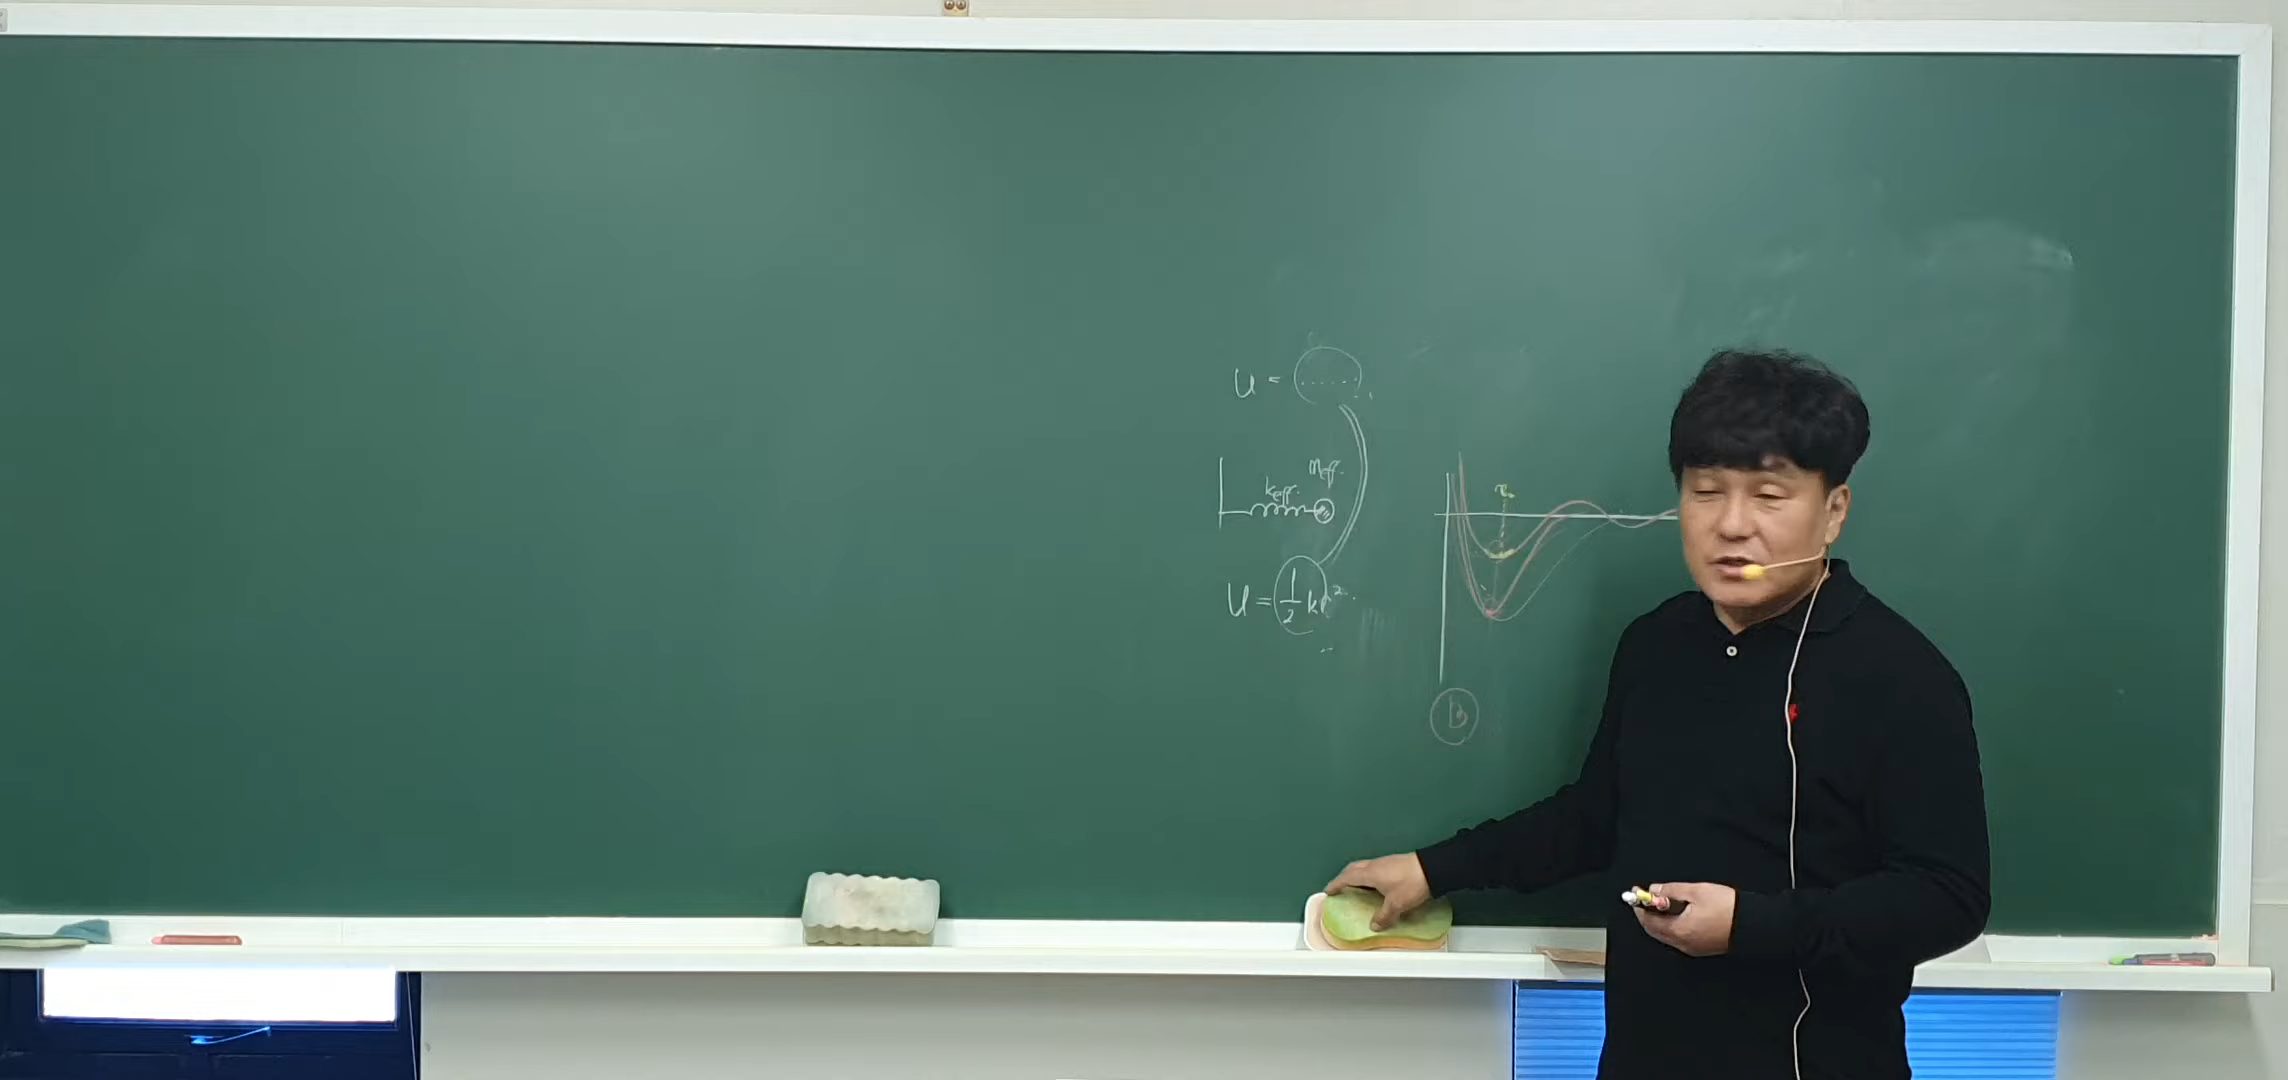 U = ......
m_eff.
k_eff.
U = 1/2 kr².
r₀
D